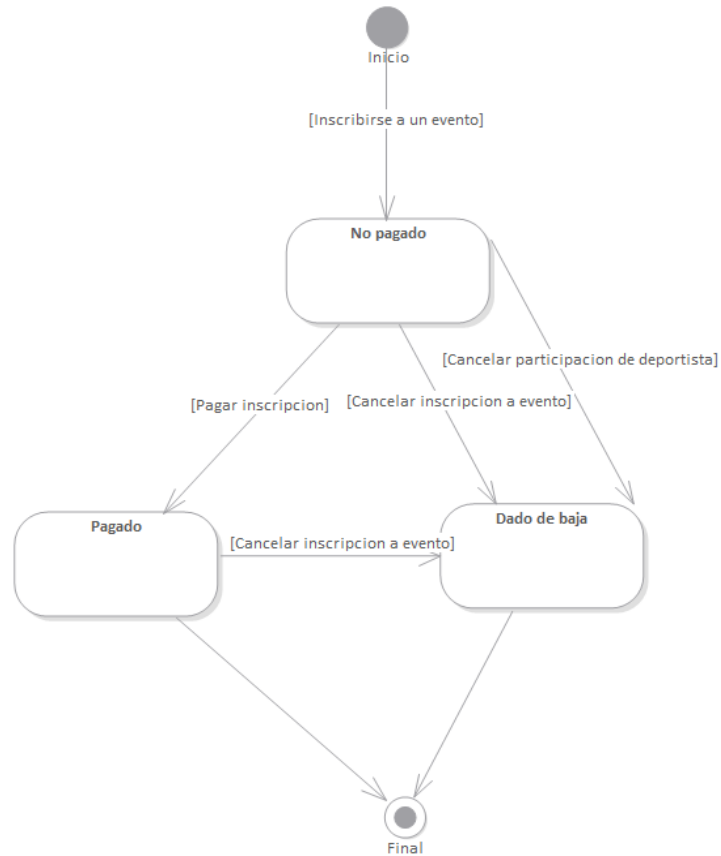 Inicio
[Inscribirse a un evento]
No pagado
[Cancelar participacion de deportista]
[Pagar inscripcion]
[Cancelar inscripcion a evento]
Pagado
Dado de baja
[Cancelar inscripcion a evento]
Final